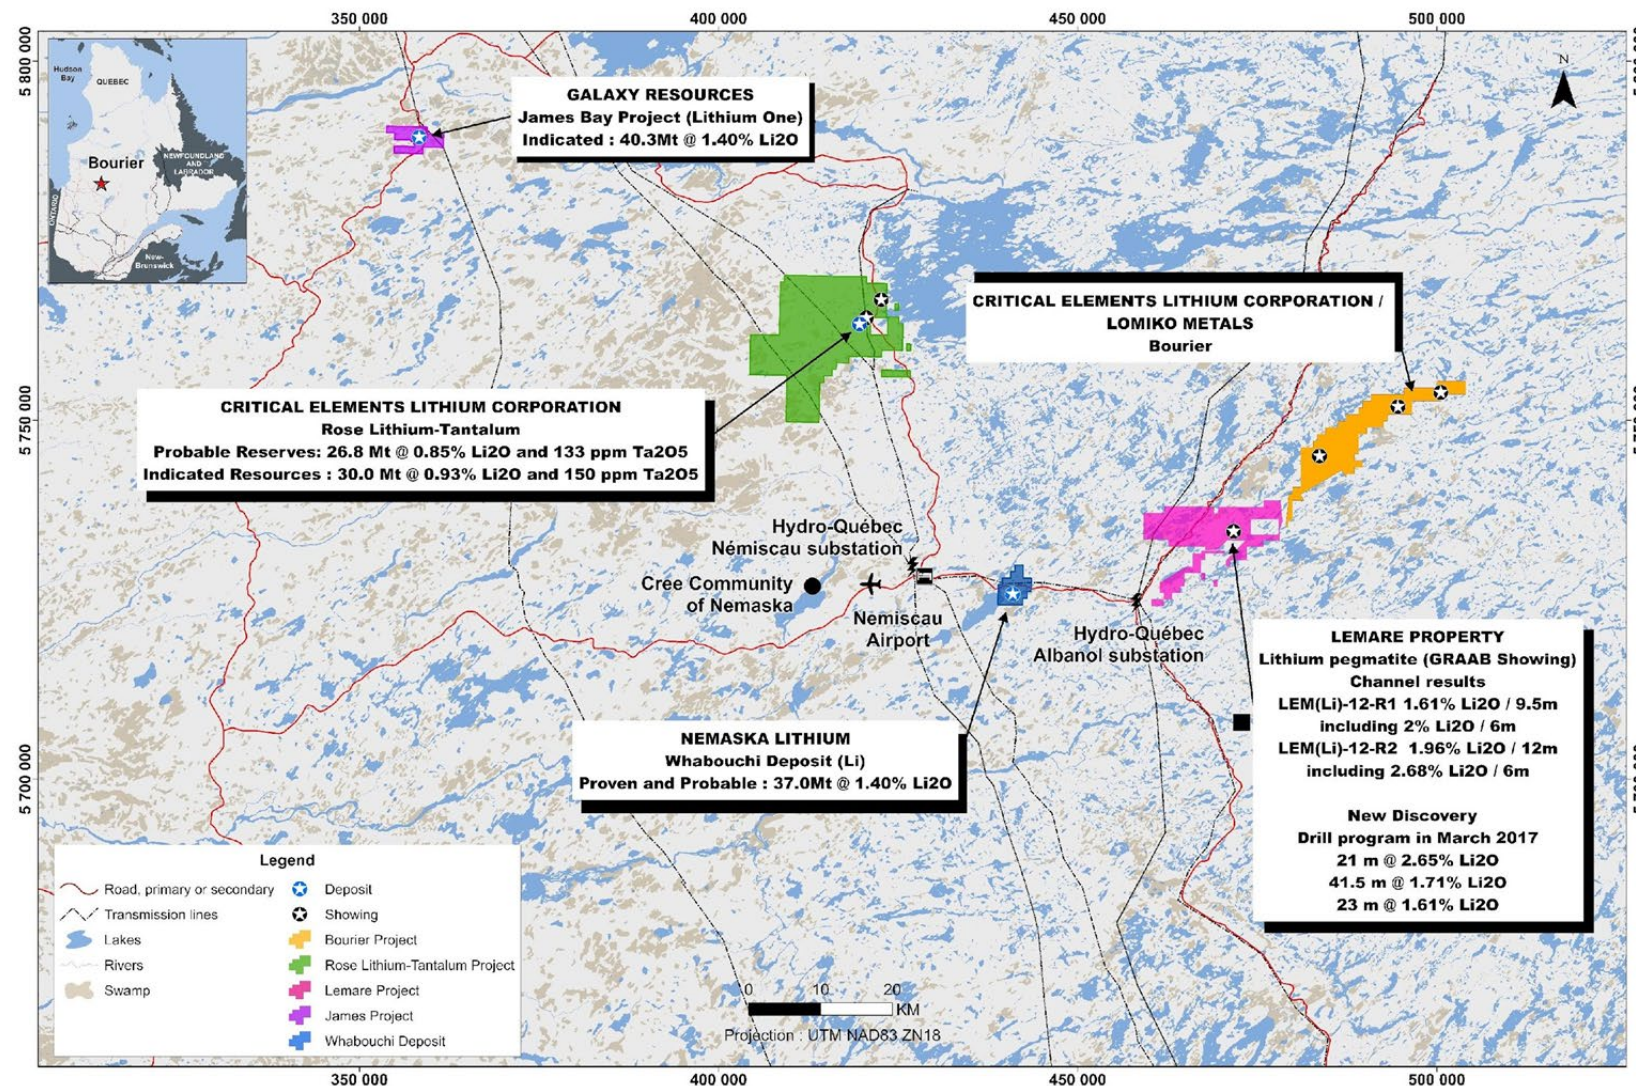 350 000
400 000
450 000
500 000
5 800 000
Hudson
Bay
QUEBEC
Bourier
NEWFOUNDLAND
AND
LABRADOR
ONTARIO
New-
Brunswick
N
GALAXY RESOURCES
James Bay Project (Lithium One)
Indicated : 40.3Mt @ 1.40% Li2O
CRITICAL ELEMENTS LITHIUM CORPORATION /
LOMIKO METALS
Bourier
CRITICAL ELEMENTS LITHIUM CORPORATION
Rose Lithium-Tantalum
Probable Reserves: 26.8 Mt @ 0.85% Li2O and 133 ppm Ta2O5
Indicated Resources : 30.0 Mt @ 0.93% Li2O and 150 ppm Ta2O5
5 750 000
Hydro-Québec
Némiscau substation
Cree Community
of Nemaska
Nemiscau
Airport
Hydro-Québec
Albanol substation
NEMASKA LITHIUM
Whabouchi Deposit (Li)
Proven and Probable : 37.0Mt @ 1.40% Li2O
LEMARE PROPERTY
Lithium pegmatite (GRAAB Showing)
Channel results
LEM(Li)-12-R1 1.61% Li2O / 9.5m
including 2% Li2O / 6m
LEM(Li)-12-R2 1.96% Li2O / 12m
including 2.68% Li2O / 6m
New Discovery
Drill program in March 2017
21 m @ 2.65% Li2O
41.5 m @ 1.71% Li2O
23 m @ 1.61% Li2O
5 700 000
Legend
Road, primary or secondary
Transmission lines
Lakes
Rivers
Swamp
Deposit
Showing
Bourier Project
Rose Lithium-Tantalum Project
Lemare Project
James Project
Whabouchi Deposit
0 10 20
KM
Projection : UTM NAD83 ZN18
350 000
400 000
450 000
500 000